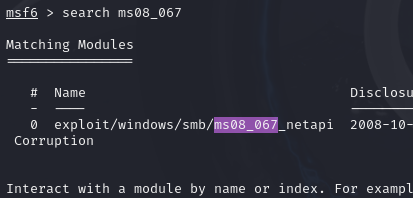 msf6 > search ms08_067
Matching Modules
================
#  Name  Disclosu
-  ----  --------
0  exploit/windows/smb/ms08_067_netapi  2008-10-
Corruption
Interact with a module by name or index. For exampl